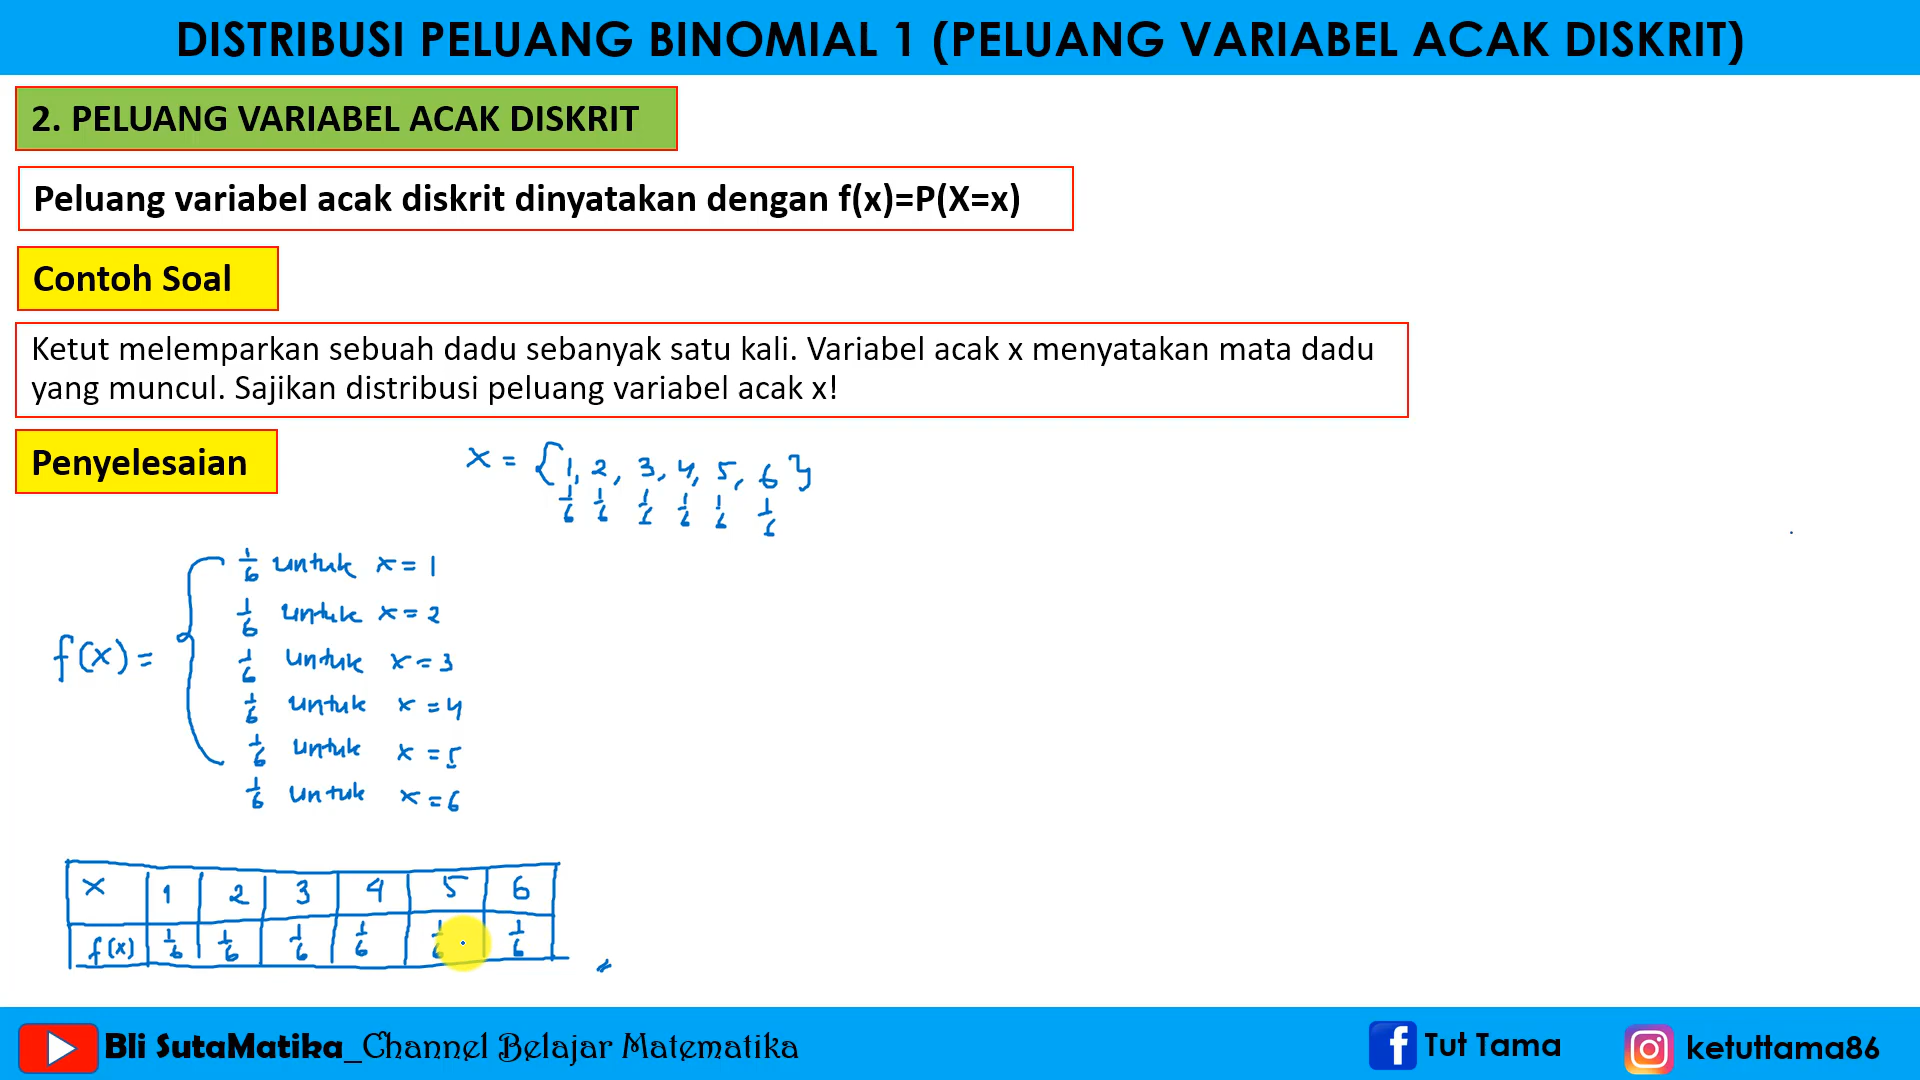 DISTRIBUSI PELUANG BINOMIAL 1 (PELUANG VARIABEL ACAK DISKRIT)
2. PELUANG VARIABEL ACAK DISKRIT
Peluang variabel acak diskrit dinyatakan dengan f(x)=P(X=x)
Contoh Soal
Ketut melemparkan sebuah dadu sebanyak satu kali. Variabel acak x menyatakan mata dadu
yang muncul. Sajikan distribusi peluang variabel acak x!
Penyelesaian
x = {1, 2, 3, 4, 5, 6}
1/6 1/6 1/6 1/6 1/6 1/6
f(x) =
1/6 untuk x = 1
1/6 untuk x = 2
1/6 untuk x = 3
1/6 untuk x = 4
1/6 untuk x = 5
1/6 untuk x = 6
x 1 2 3 4 5 6
f(x) 1/6 1/6 1/6 1/6 1/6 1/6
Bli SutaMatika_Channel Belajar Matematika
f Tut Tama
ketuttama86